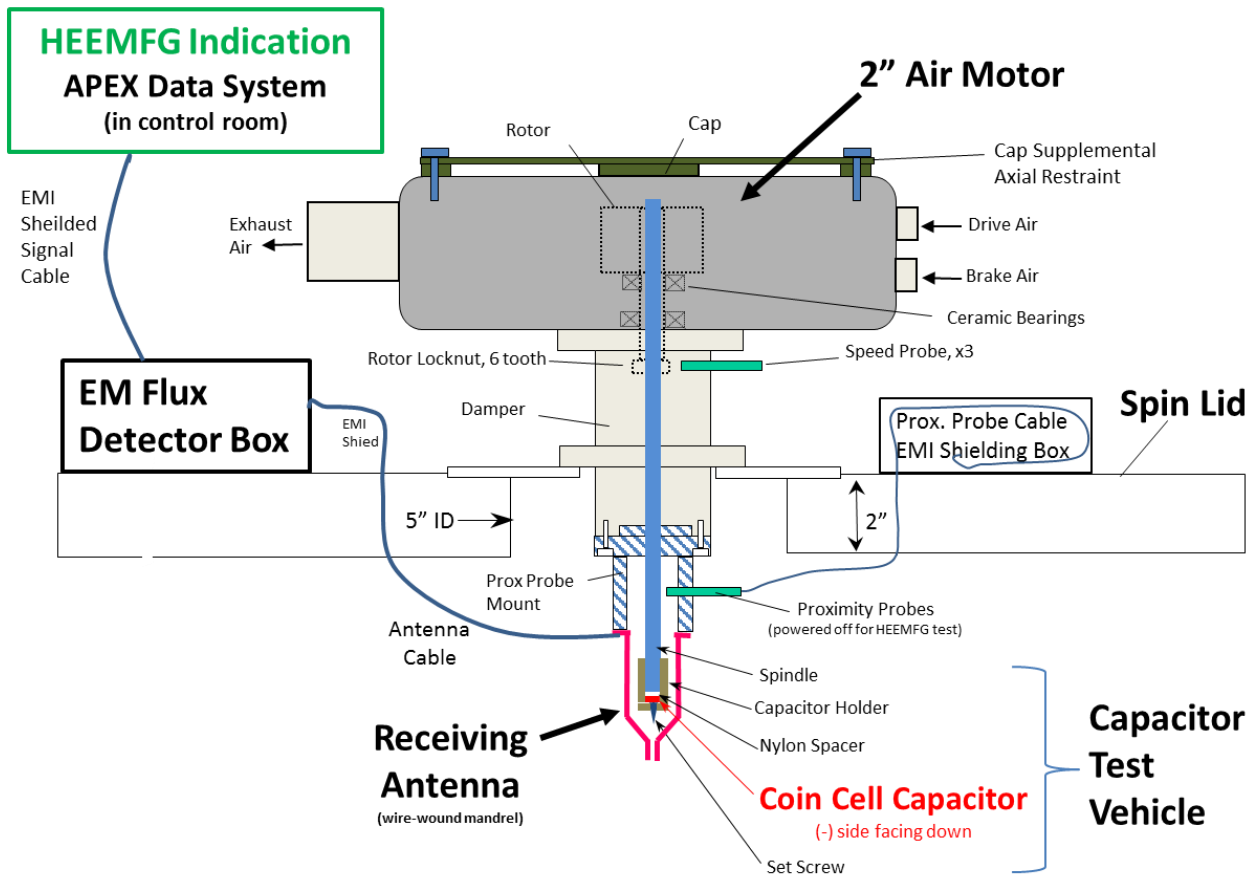 HEEMFG Indication
APEX Data System
(in control room)
2” Air Motor
Rotor
Cap
Cap Supplemental
Axial Restraint
EMI
Sheilded
Signal
Cable
Exhaust
Air
Drive Air
Brake Air
Ceramic Bearings
Rotor Locknut, 6 tooth
Speed Probe, x3
EM Flux
Detector Box
EMI
Shied
Damper
Prox. Probe Cable
EMI Shielding Box
Spin Lid
5” ID
2”
Prox Probe
Mount
Proximity Probes
(powered off for HEEMFG test)
Antenna
Cable
Spindle
Capacitor Holder
Nylon Spacer
Receiving
Antenna
(wire-wound mandrel)
Coin Cell Capacitor
(-) side facing down
Set Screw
Capacitor
Test
Vehicle